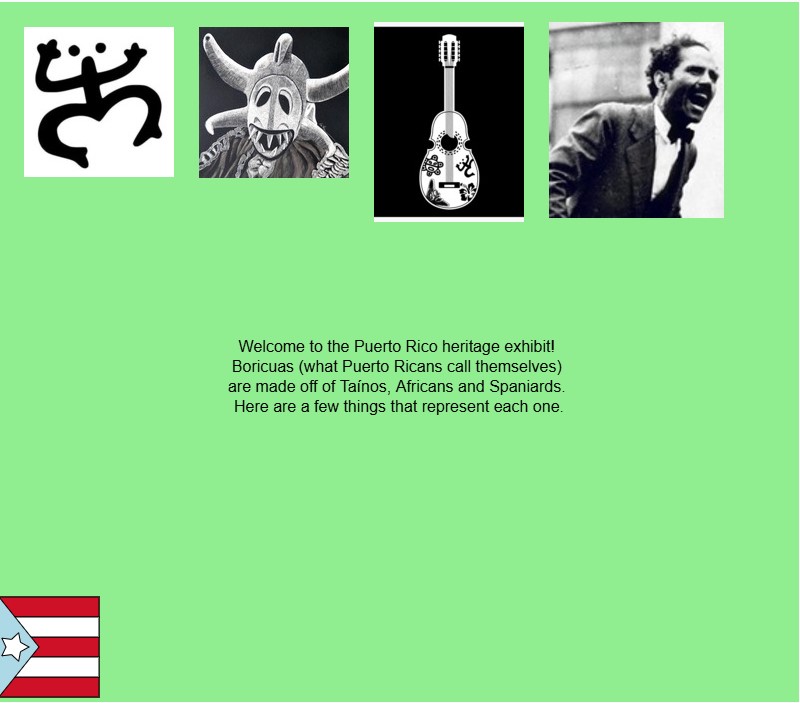 Welcome to the Puerto Rico heritage exhibit!
Boricuas (what Puerto Ricans call themselves)
are made off of Taínos, Africans and Spaniards.
Here are a few things that represent each one.